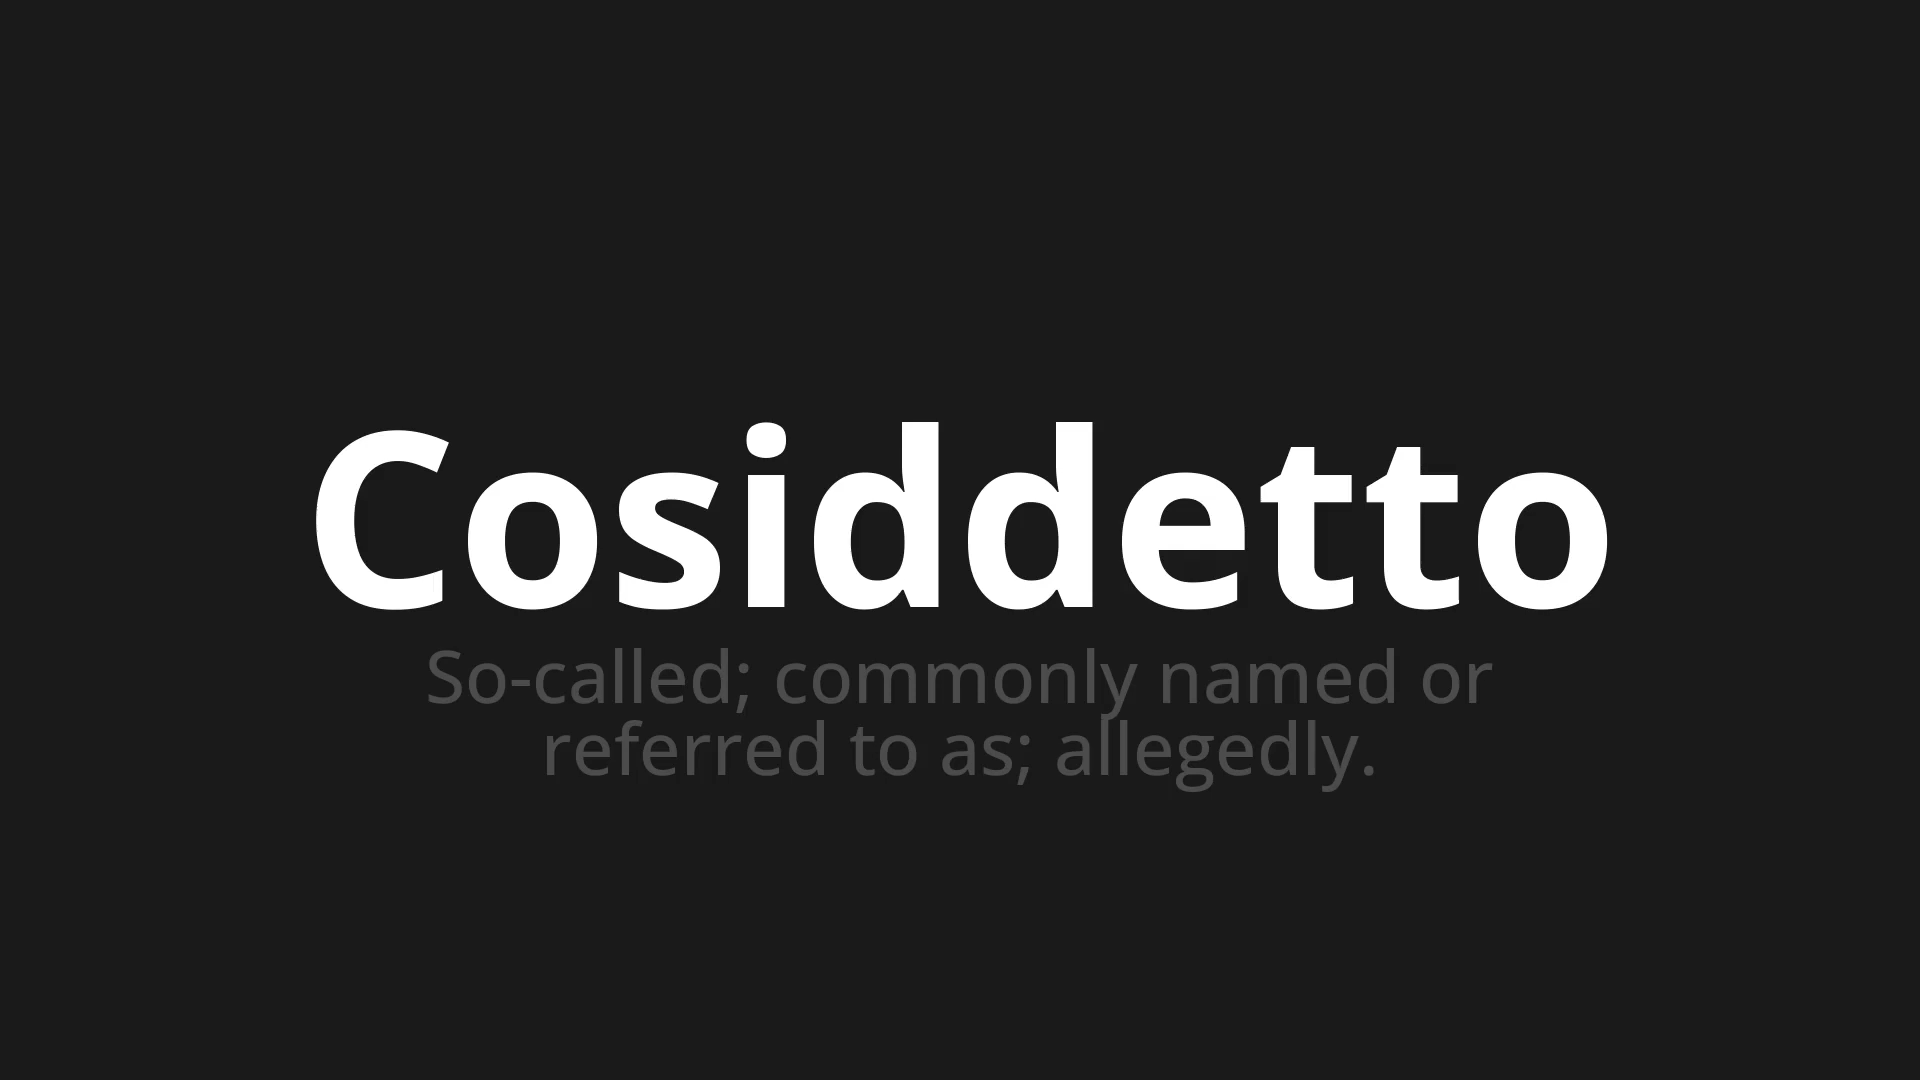 Cosiddetto
So-called; commonly named or
referred to as; allegedly.